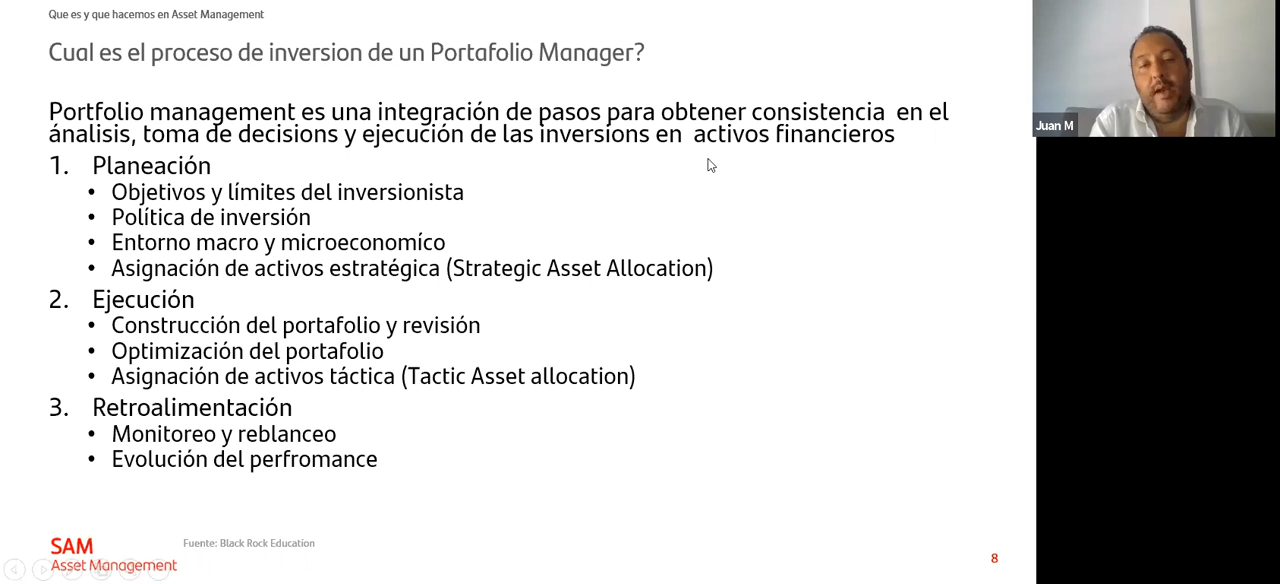 Que es y que hacemos en Asset Management
Cual es el proceso de inversion de un Portafolio Manager?
Portfolio management es una integración de pasos para obtener consistencia en el
ánalisis, toma de decisions y ejecución de las inversions en activos financieros
1. Planeación
• Objetivos y límites del inversionista
• Política de inversión
• Entorno macro y microeconomíco
• Asignación de activos estratégica (Strategic Asset Allocation)
2. Ejecución
• Construcción del portafolio y revisión
• Optimización del portafolio
• Asignación de activos táctica (Tactic Asset allocation)
3. Retroalimentación
• Monitoreo y reblanceo
• Evolución del perfromance
SAM
Asset Management
Fuente: Black Rock Education
8
Juan M